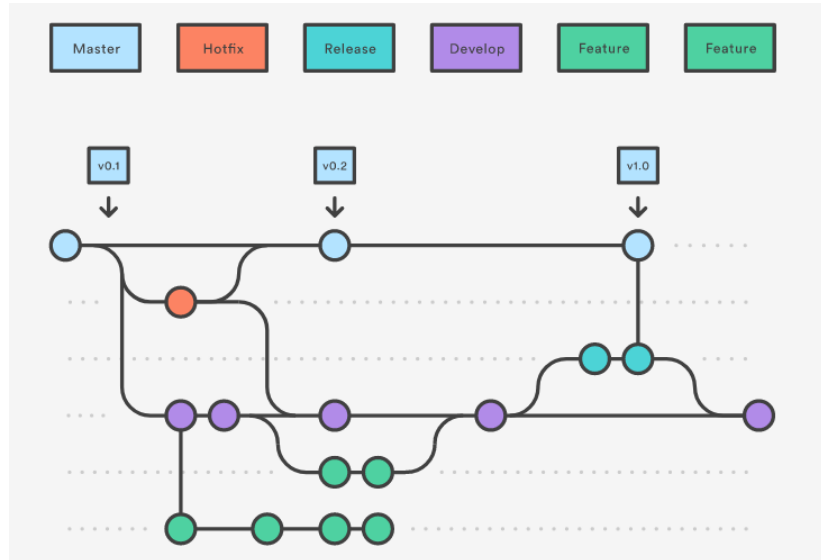 Master
Hotfix
Release
Develop
Feature
Feature
v0.1
v0.2
v1.0